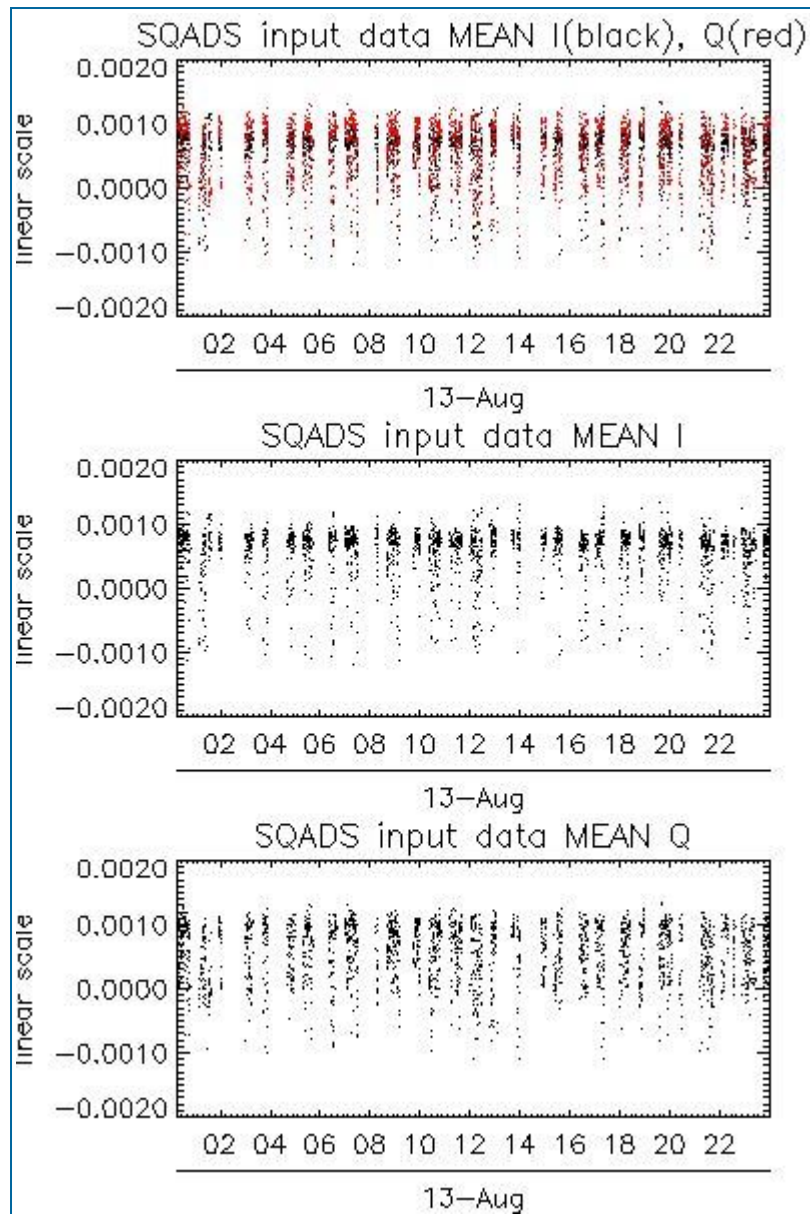 SQADS input data MEAN I(black), Q(red)
0.0020
0.0010
0.0000
−0.0010
−0.0020
linear scale
02 04 06 08 10 12 14 16 18 20 22
13−Aug
SQADS input data MEAN I
0.0020
0.0010
0.0000
−0.0010
−0.0020
linear scale
02 04 06 08 10 12 14 16 18 20 22
13−Aug
SQADS input data MEAN Q
0.0020
0.0010
0.0000
−0.0010
−0.0020
linear scale
02 04 06 08 10 12 14 16 18 20 22
13−Aug